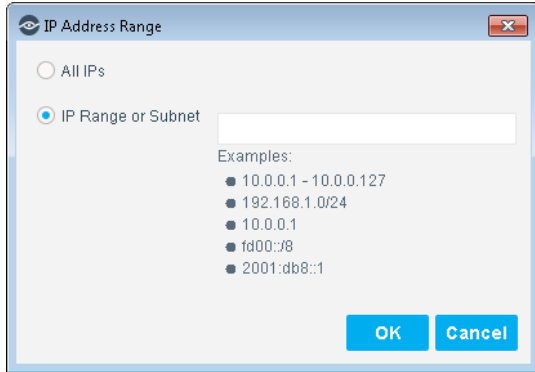 IP Address Range
All IPs
IP Range or Subnet
Examples:
10.0.0.1 - 10.0.0.127
192.168.1.0/24
10.0.0.1
fd00::/8
2001:db8::1
OK Cancel